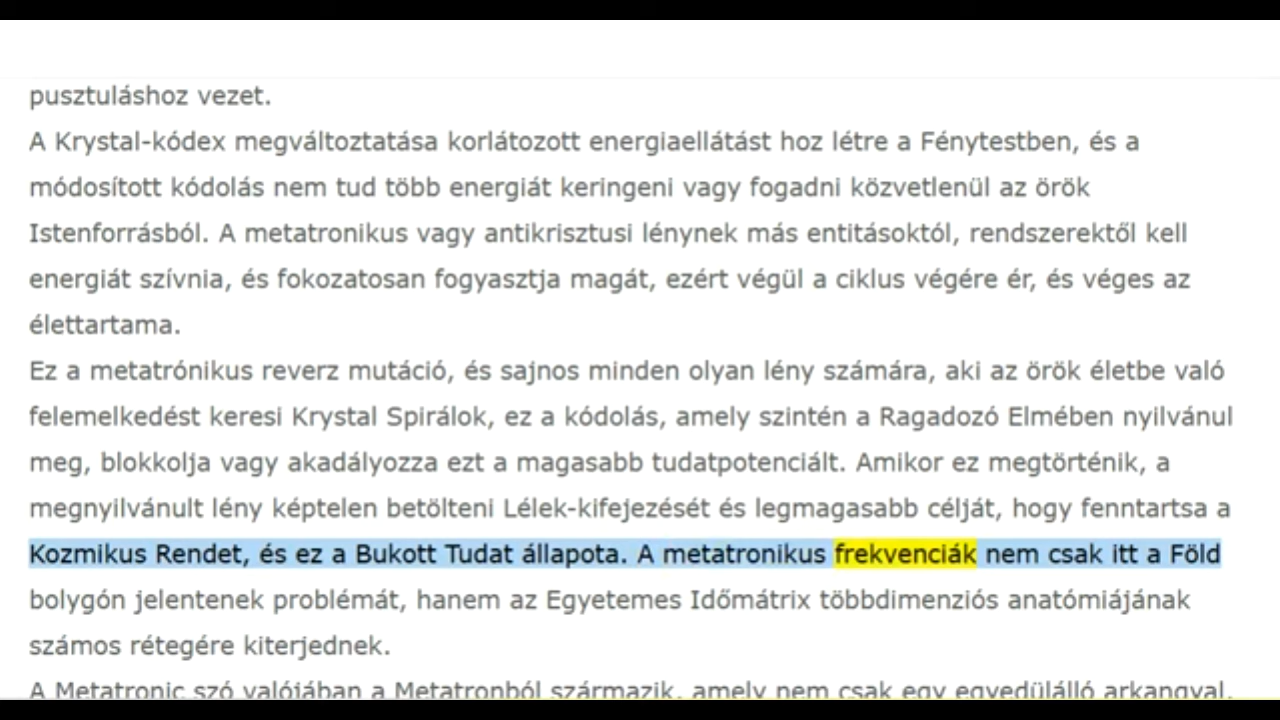 pusztuláshoz vezet.
A Krystal-kódex megváltoztatása korlátozott energiaellátást hoz létre a Fénytestben, és a
módosított kódolás nem tud több energiát keringeni vagy fogadni közvetlenül az örök
Istenforrásból. A metatronikus vagy antikrisztusi lénynek más entitásoktól, rendszerektől kell
energiát szívnia, és fokozatosan fogyasztja magát, ezért végül a ciklus végére ér, és véges az
élettartama.
Ez a metatrónikus reverz mutáció, és sajnos minden olyan lény számára, aki az örök életbe való
felemelkedést keresi Krystal Spirálok, ez a kódolás, amely szintén a Ragadozó Elmében nyilvánul
meg, blokkolja vagy akadályozza ezt a magasabb tudatpotenciált. Amikor ez megtörténik, a
megnyilvánult lény képtelen betölteni Lélek-kifejezését és legmagasabb célját, hogy fenntartsa a
Kozmikus Rendet, és ez a Bukott Tudat állapota. A metatronikus frekvenciák nem csak itt a Föld
bolygón jelentenek problémát, hanem az Egyetemes Időmátrix többdimenziós anatómiájának
számos rétegére kiterjednek.
A Metatronic szó valójában a Metatronból származik, amely nem csak egy egyedülálló arkangyal,